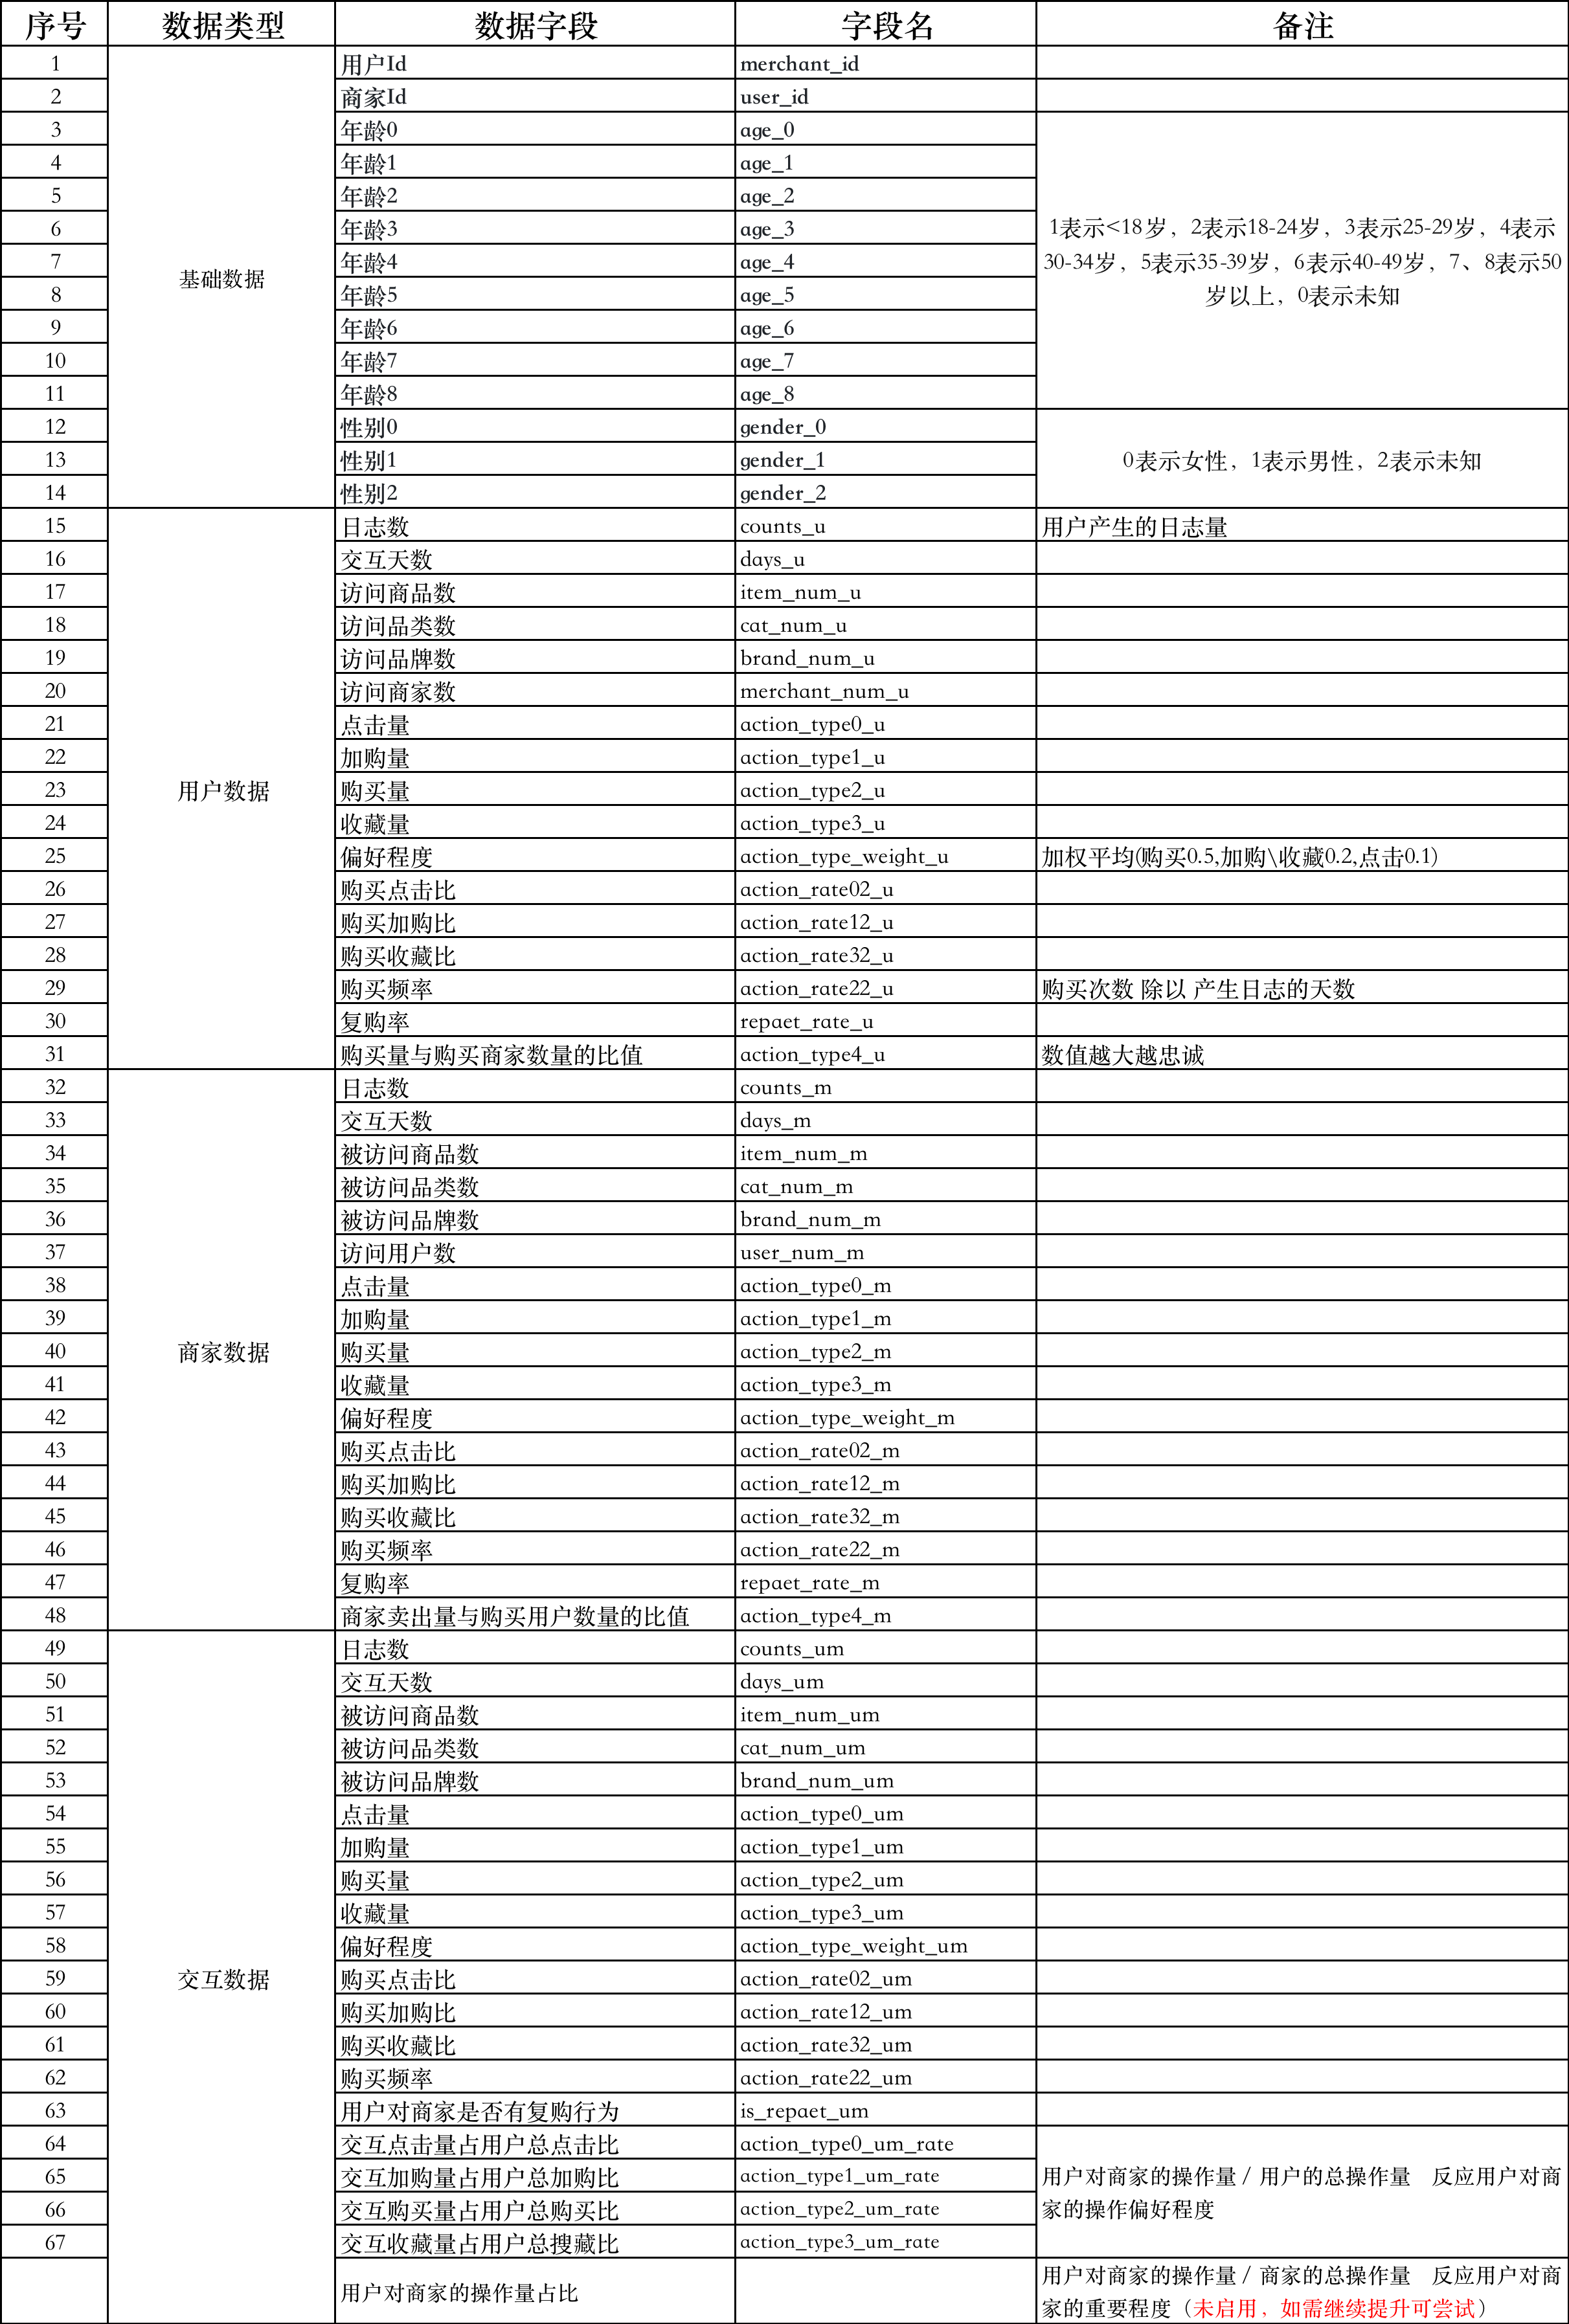 序号 数据类型 数据字段 字段名 备注
1 基础数据 用户Id merchant_id
2 商家Id user_id
3 年龄0 age_0 1表示<18岁，2表示18-24岁，3表示25-29岁，4表示
30-34岁，5表示35-39岁，6表示40-49岁，7、8表示50
岁以上，0表示未知
4 年龄1 age_1
5 年龄2 age_2
6 年龄3 age_3
7 年龄4 age_4
8 年龄5 age_5
9 年龄6 age_6
10 年龄7 age_7
11 年龄8 age_8
12 性别0 gender_0 0表示女性，1表示男性，2表示未知
13 性别1 gender_1
14 性别2 gender_2
15 用户数据 日志数 counts_u 用户产生的日志量
16 交互天数 days_u
17 访问商品数 item_num_u
18 访问品类数 cat_num_u
19 访问品牌数 brand_num_u
20 访问商家数 merchant_num_u
21 点击量 action_type0_u
22 加购量 action_type1_u
23 购买量 action_type2_u
24 收藏量 action_type3_u
25 偏好程度 action_type_weight_u 加权平均(购买0.5,加购\收藏0.2,点击0.1)
26 购买点击比 action_rate02_u
27 购买加购比 action_rate12_u
28 购买收藏比 action_rate32_u
29 购买频率 action_rate22_u 购买次数 除以 产生日志的天数
30 复购率 repaet_rate_u
31 购买量与购买商家数量的比值 action_type4_u 数值越大越忠诚
32 商家数据 日志数 counts_m
33 交互天数 days_m
34 被访问商品数 item_num_m
35 被访问品类数 cat_num_m
36 被访问品牌数 brand_num_m
37 访问用户数 user_num_m
38 点击量 action_type0_m
39 加购量 action_type1_m
40 购买量 action_type2_m
41 收藏量 action_type3_m
42 偏好程度 action_type_weight_m
43 购买点击比 action_rate02_m
44 购买加购比 action_rate12_m
45 购买收藏比 action_rate32_m
46 购买频率 action_rate22_m
47 复购率 repaet_rate_m
48 商家卖出量与购买用户数量的比值 action_type4_m
49 交互数据 日志数 counts_um
50 交互天数 days_um
51 被访问商品数 item_num_um
52 被访问品类数 cat_num_um
53 被访问品牌数 brand_num_um
54 点击量 action_type0_um
55 加购量 action_type1_um
56 购买量 action_type2_um
57 收藏量 action_type3_um
58 偏好程度 action_type_weight_um
59 购买点击比 action_rate02_um
60 购买加购比 action_rate12_um
61 购买收藏比 action_rate32_um
62 购买频率 action_rate22_um
63 用户对商家是否有复购行为 is_repaet_um
64 交互点击量占用户总点击比 action_type0_um_rate 用户对商家的操作量 / 用户的总操作量 反应用户对商
家的操作偏好程度
65 交互加购量占用户总加购比 action_type1_um_rate
66 交互购买量占用户总购买比 action_type2_um_rate
67 交互收藏量占用户总搜藏比 action_type3_um_rate
用户对商家的操作量占比 用户对商家的操作量 / 商家的总操作量 反应用户对商
家的重要程度（未启用，如需继续提升可尝试）